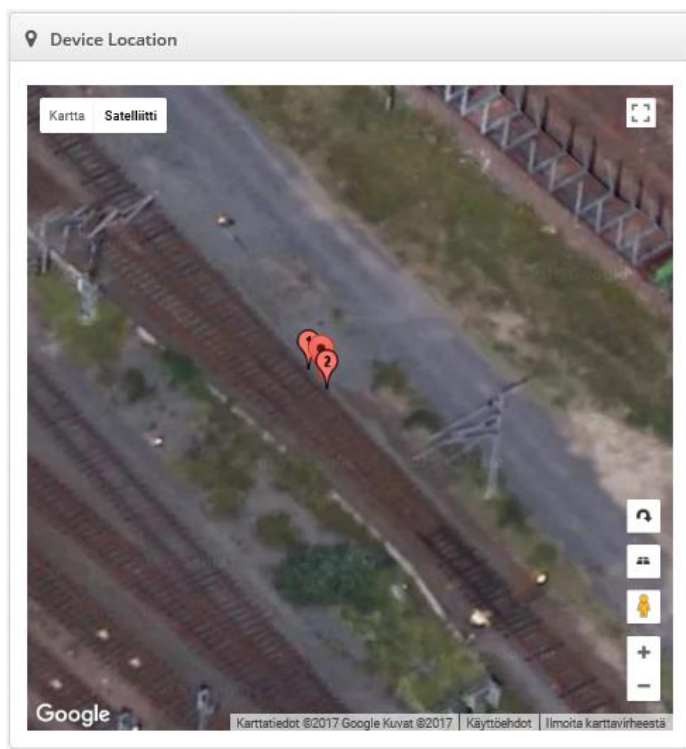 Device Location
Kartta Satelliitti
1
2
Google
Karttatiedot ©2017 Google Kuvat ©2017 Käyttöehdot Ilmoita karttavirheestä